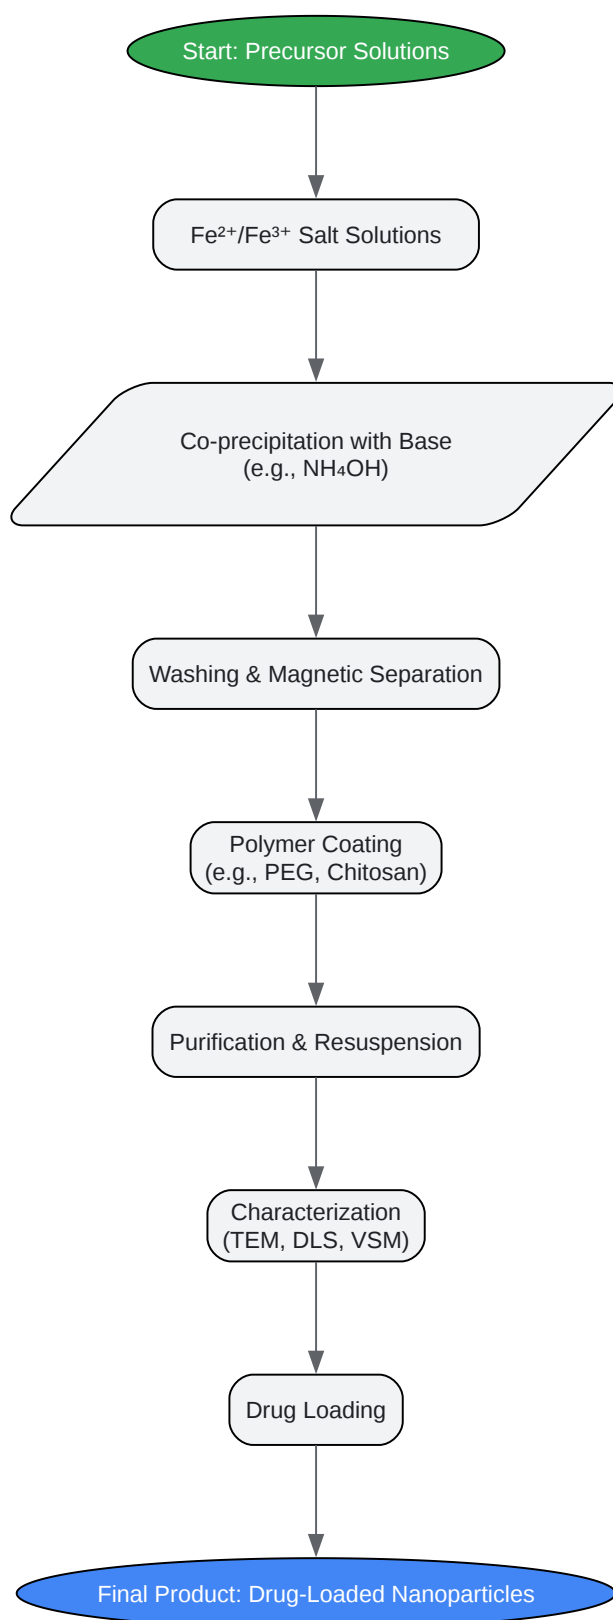 Start: Precursor Solutions
Fe²⁺/Fe³⁺ Salt Solutions
Co-precipitation with Base
(e.g., NH₄OH)
Washing & Magnetic Separation
Polymer Coating
(e.g., PEG, Chitosan)
Purification & Resuspension
Characterization
(TEM, DLS, VSM)
Drug Loading
Final Product: Drug-Loaded Nanoparticles